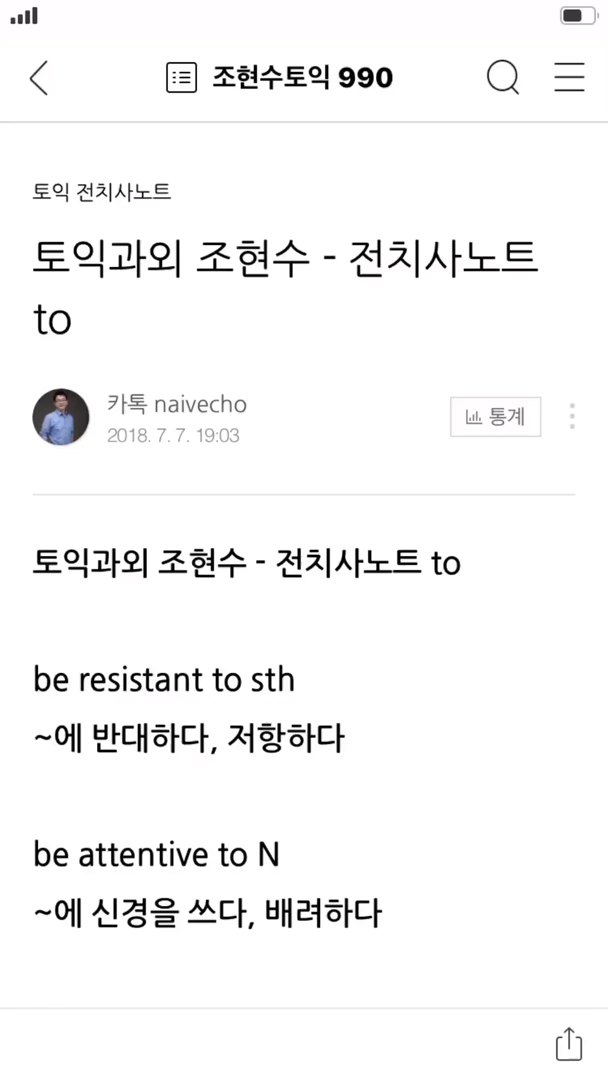 조현수토익 990
토익 전치사노트
토익과외 조현수 - 전치사노트
to
카톡 naivecho
2018. 7. 7. 19:03
통계
토익과외 조현수 - 전치사노트 to
be resistant to sth
~에 반대하다, 저항하다
be attentive to N
~에 신경을 쓰다, 배려하다